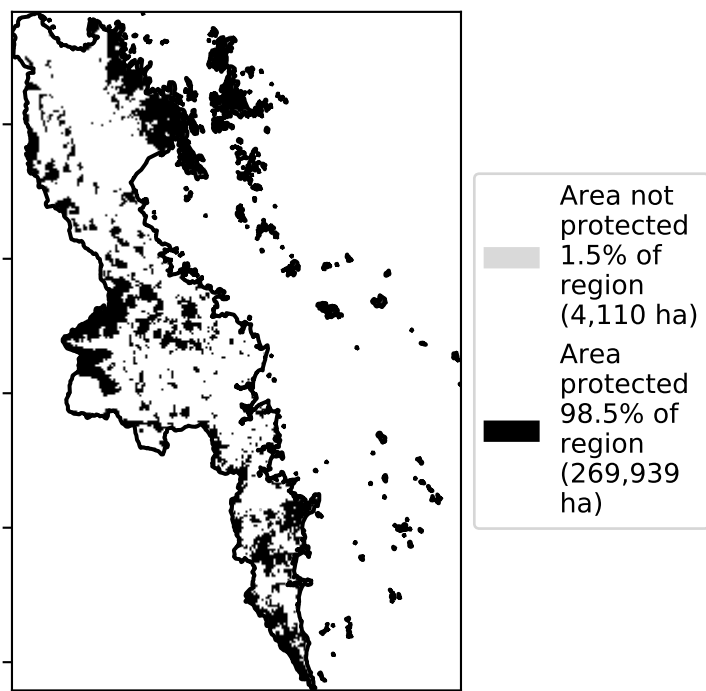 Area not
protected
1.5% of
region
(4,110 ha)
Area
protected
98.5% of
region
(269,939
ha)